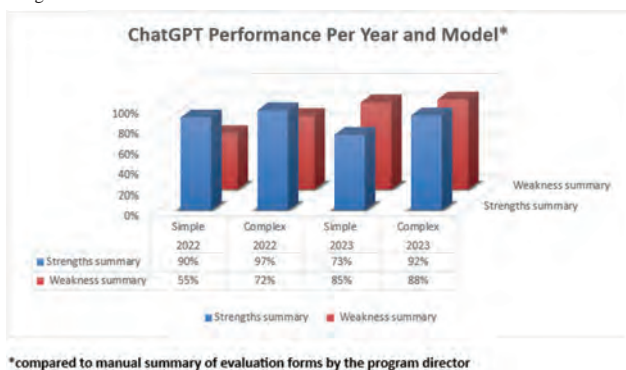 ChatGPT Performance Per Year and Model*
100%
80%
60%
40%
20%
0%
Weakness summary
Strengths summary
Simple Complex Simple Complex
2022 2022 2023 2023
Strengths summary 90% 97% 73% 92%
Weakness summary 55% 72% 85% 88%
Strengths summary Weakness summary
*compared to manual summary of evaluation forms by the program director